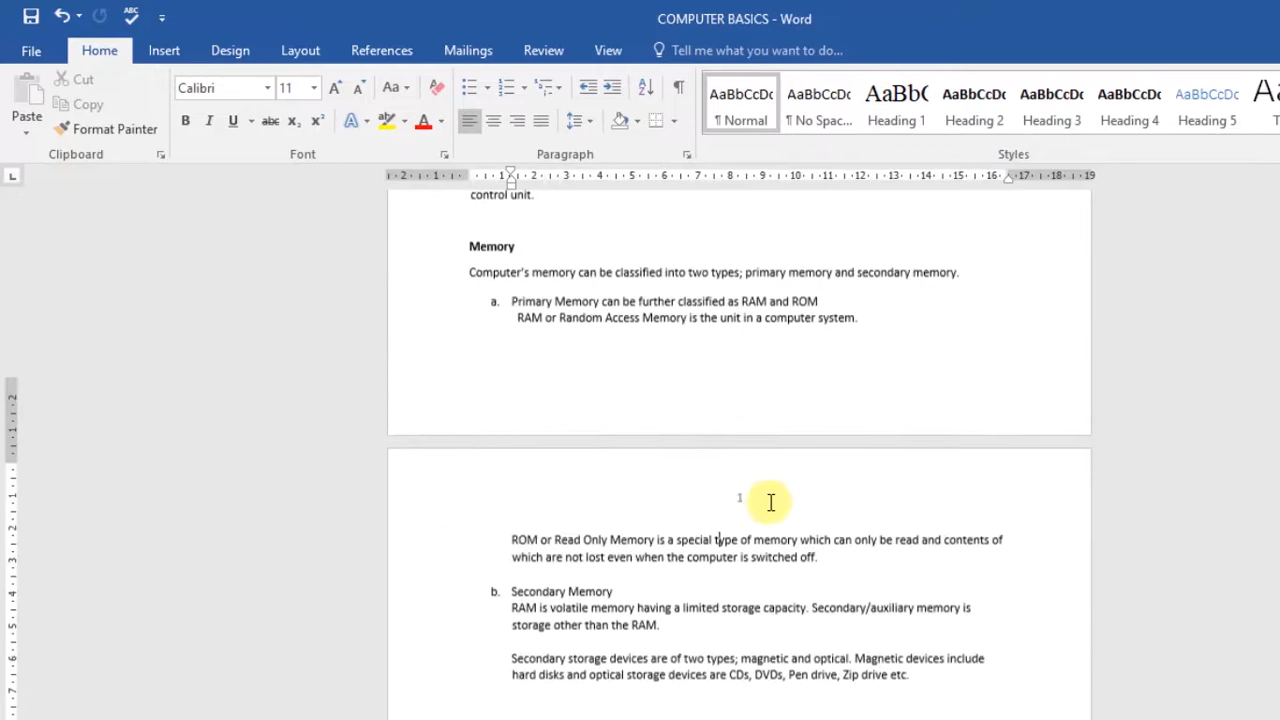 COMPUTER BASICS - Word
File Home Insert Design Layout References Mailings Review View Tell me what you want to do...
Paste
Cut
Copy
Format Painter
Clipboard
Calibri 11
Font
Paragraph
AaBbCcDc AaBbCcDc AaBbC AaBbCcDc AaBbCcDc AaBbCcDc AaBbCcDc
¶ Normal ¶ No Spac... Heading 1 Heading 2 Heading 3 Heading 4 Heading 5
Styles
control unit.
Memory
Computer's memory can be classified into two types; primary memory and secondary memory.
a. Primary Memory can be further classified as RAM and ROM
RAM or Random Access Memory is the unit in a computer system.
1
ROM or Read Only Memory is a special type of memory which can only be read and contents of
which are not lost even when the computer is switched off.
b. Secondary Memory
RAM is volatile memory having a limited storage capacity. Secondary/auxiliary memory is
storage other than the RAM.
Secondary storage devices are of two types; magnetic and optical. Magnetic devices include
hard disks and optical storage devices are CDs, DVDs, Pen drive, Zip drive etc.